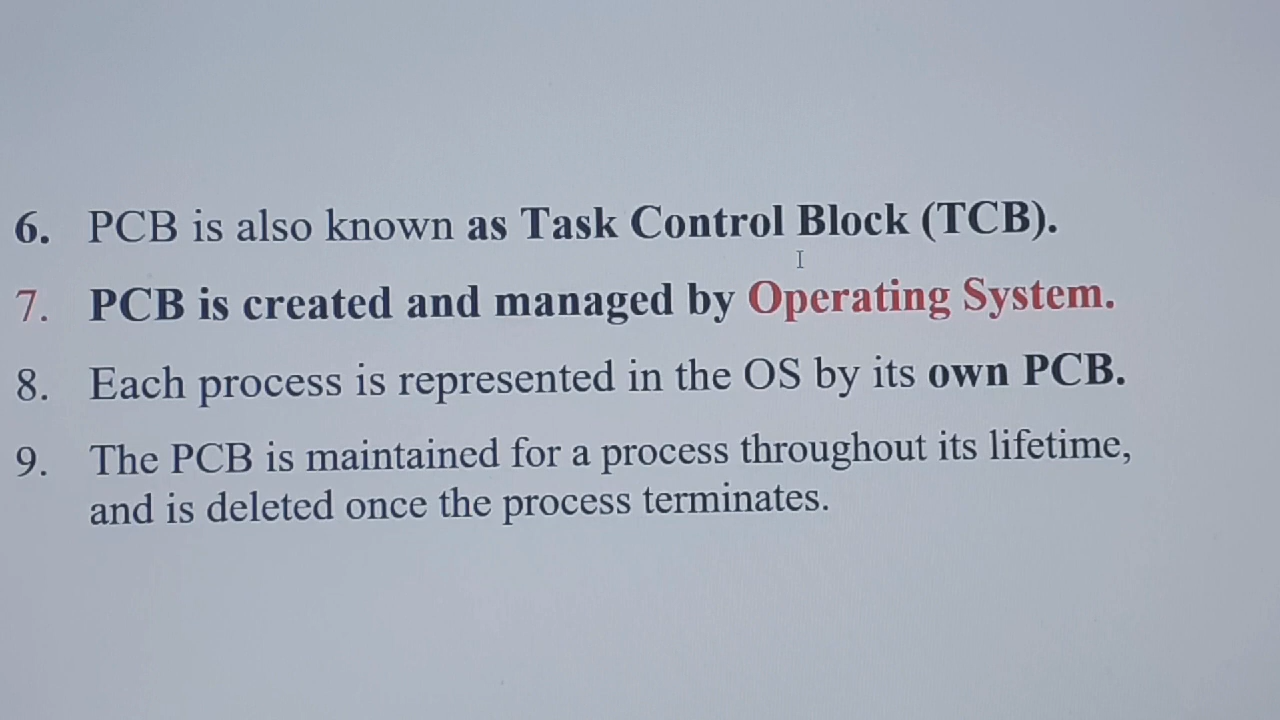 6. PCB is also known as Task Control Block (TCB).
7. PCB is created and managed by Operating System.
8. Each process is represented in the OS by its own PCB.
9. The PCB is maintained for a process throughout its lifetime,
and is deleted once the process terminates.